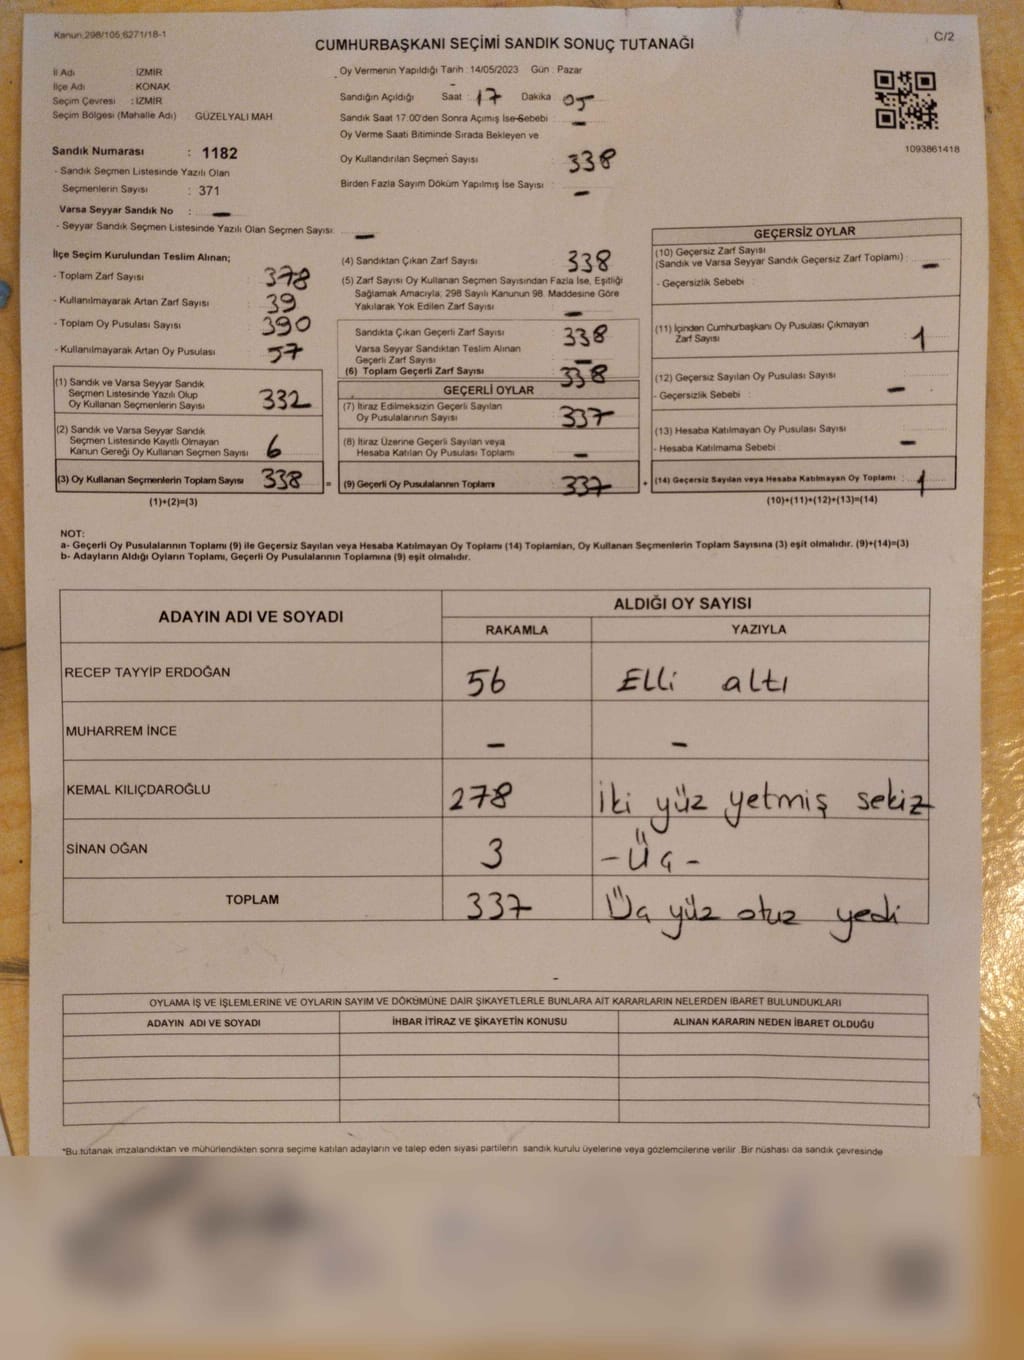 Kanun 298/105,6271/18-1
C/2
CUMHURBAŞKANI SEÇİMİ SANDIK SONUÇ TUTANAĞI
İl Adı : İZMİR
İlçe Adı : KONAK
Seçim Çevresi : İZMİR
Seçim Bölgesi (Mahalle Adı) GÜZELYALI MAH
Sandık Numarası : 1182
- Sandık Seçmen Listesinde Yazılı Olan
Seçmenlerin Sayısı : 371
Varsa Seyyar Sandık No : -
- Seyyar Sandık Seçmen Listesinde Yazılı Olan Seçmen Sayısı: -
Oy Vermenin Yapıldığı Tarih : 14/05/2023 Gün : Pazar
Sandığın Açıldığı Saat : 17 Dakika : 05
Sandık Saat 17:00'den Sonra Açımış İse Sebebi : -
Oy Verme Saati Bitiminde Sırada Bekleyen ve
Oy Kullandırılan Seçmen Sayısı 338
Birden Fazla Sayım Döküm Yapılmış İse Sayısı : -
1093861418
İlçe Seçim Kurulundan Teslim Alınan;
- Toplam Zarf Sayısı 378
- Kullanılmayarak Artan Zarf Sayısı : 39
- Toplam Oy Pusulası Sayısı : 390
- Kullanılmayarak Artan Oy Pusulası 57
(1) Sandık ve Varsa Seyyar Sandık
Seçmen Listesinde Yazılı Olup
Oy Kullanan Seçmenlerin Sayısı 332
(2) Sandık ve Varsa Seyyar Sandık
Seçmen Listesinde Kayıtlı Olmayan
Kanun Gereği Oy Kullanan Seçmen Sayısı : 6
(3) Oy Kullanan Seçmenlerin Toplam Sayısı 338
(1)+(2)=(3)
(4) Sandıktan Çıkan Zarf Sayısı : 338
(5) Zarf Sayısı Oy Kullanan Seçmen Sayısından Fazla İse, Eşitliği
Sağlamak Amacıyla, 298 Sayılı Kanunun 98. Maddesine Göre
Yakılarak Yok Edilen Zarf Sayısı : -
Sandıkta Çıkan Geçerli Zarf Sayısı : 338
Varsa Seyyar Sandıktan Teslim Alınan
Geçerli Zarf Sayısı : -
(6) Toplam Geçerli Zarf Sayısı : 338
GEÇERLİ OYLAR
(7) İtiraz Edilmeksizin Geçerli Sayılan
Oy Pusulalarının Sayısı : 337
(8) İtiraz Üzerine Geçerli Sayılan veya
Hesaba Katılan Oy Pusulası Toplamı : -
= (9) Geçerli Oy Pusulalarının Toplamı : 337
GEÇERSİZ OYLAR
(10) Geçersiz Zarf Sayısı
(Sandık ve Varsa Seyyar Sandık Geçersiz Zarf Toplamı) : -
- Geçersizlik Sebebi :
(11) İçinden Cumhurbaşkanı Oy Pusulası Çıkmayan
Zarf Sayısı : 1
(12) Geçersiz Sayılan Oy Pusulası Sayısı :
- Geçersizlik Sebebi : -
(13) Hesaba Katılmayan Oy Pusulası Sayısı :
- Hesaba Katılmama Sebebi : -
+ (14) Geçersiz Sayılan veya Hesaba Katılmayan Oy Toplamı : 1
(10)+(11)+(12)+(13)=(14)
NOT:
a- Geçerli Oy Pusulalarının Toplamı (9) ile Geçersiz Sayılan veya Hesaba Katılmayan Oy Toplamı (14) Toplamları, Oy Kullanan Seçmenlerin Toplam Sayısına (3) eşit olmalıdır. (9)+(14)=(3)
b- Adayların Aldığı Oyların Toplamı, Geçerli Oy Pusulalarının Toplamına (9) eşit olmalıdır.
ADAYIN ADI VE SOYADI ALDIĞI OY SAYISI
RAKAMLA YAZIYLA
RECEP TAYYİP ERDOĞAN 56 Elli altı
MUHARREM İNCE - -
KEMAL KILIÇDAROĞLU 278 İki yüz yetmiş sekiz
SİNAN OĞAN 3 -Üç-
TOPLAM 337 Üç yüz otuz yedi
OYLAMA İŞ VE İŞLEMLERİNE VE OYLARIN SAYIM VE DÖKÜMÜNE DAİR ŞİKAYETLERLE BUNLARA AİT KARARLARIN NELERDEN İBARET BULUNDUKLARI
ADAYIN ADI VE SOYADI İHBAR İTİRAZ VE ŞİKAYETİN KONUSU ALINAN KARARIN NEDEN İBARET OLDUĞU
*Bu tutanak imzalandıktan ve mühürlendikten sonra seçime katılan adayların ve talep eden siyasi partilerin sandık kurulu üyelerine veya gözlemcilerine verilir .Bir nüshası da sandık çevresinde